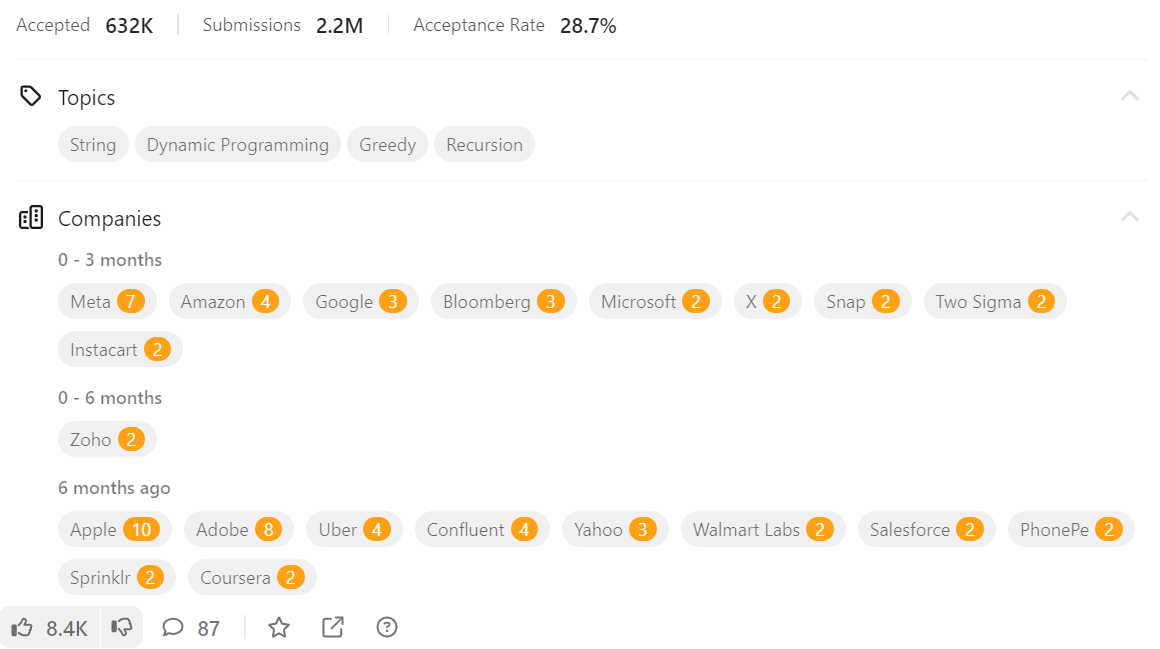 Accepted 632K Submissions 2.2M Acceptance Rate 28.7%
Topics
String Dynamic Programming Greedy Recursion
Companies
0 - 3 months
Meta 7 Amazon 4 Google 3 Bloomberg 3 Microsoft 2 X 2 Snap 2 Two Sigma 2
Instacart 2
0 - 6 months
Zoho 2
6 months ago
Apple 10 Adobe 8 Uber 4 Confluent 4 Yahoo 3 Walmart Labs 2 Salesforce 2 PhonePe 2
Sprinklr 2 Coursera 2
8.4K 87 ?